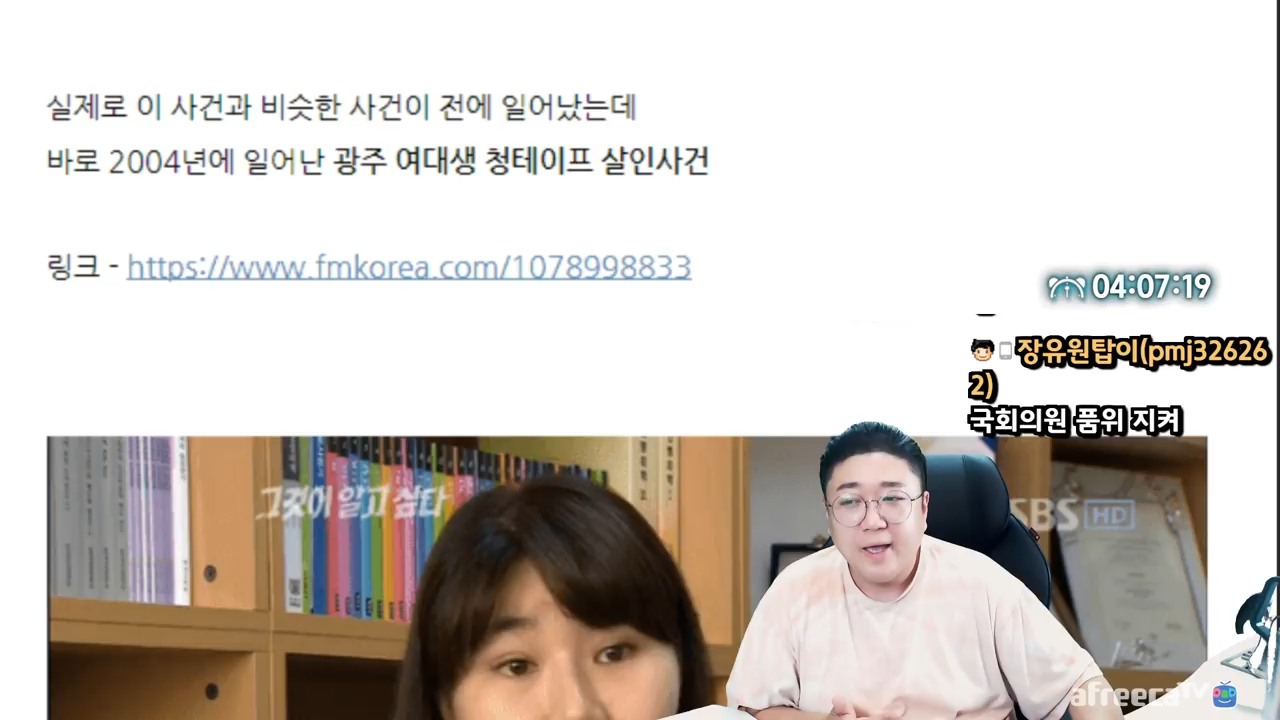 실제로 이 사건과 비슷한 사건이 전에 일어났는데
바로 2004년에 일어난 광주 여대생 청테이프 살인사건
링크 - https://www.fmkorea.com/1078998833
04:07:19
장유원탑이(pmj32626
2)
국회의원 품위 지켜
그것이 알고 싶다
SBS HD
afreecaTV